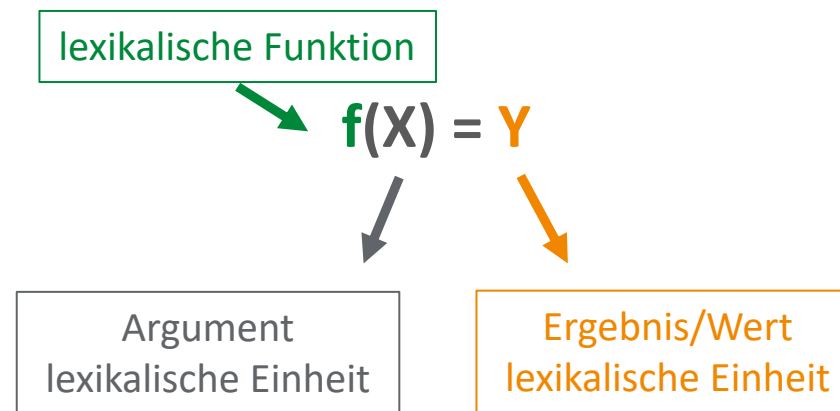 lexikalische Funktion
f(X) = Y
Argument
lexikalische Einheit
Ergebnis/Wert
lexikalische Einheit